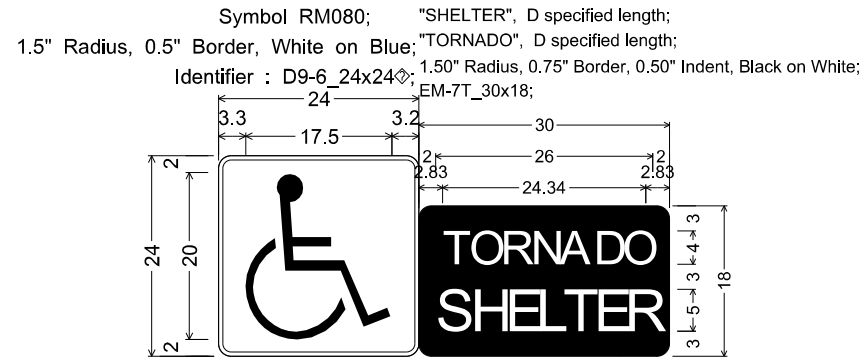 Symbol RM080;
1.5" Radius, 0.5" Border, White on Blue;
Identifier : D9-6_24x24�;
"SHELTER", D specified length;
"TORNADO", D specified length;
1.50" Radius, 0.75" Border, 0.50" Indent, Black on White;
EM-7T_30x18;
24
3.3
17.5
3.2
2
20
24
2
30
2
26
2
2.83
24.34
2.83
TORNADO
SHELTER
3
4
3
5
3
18